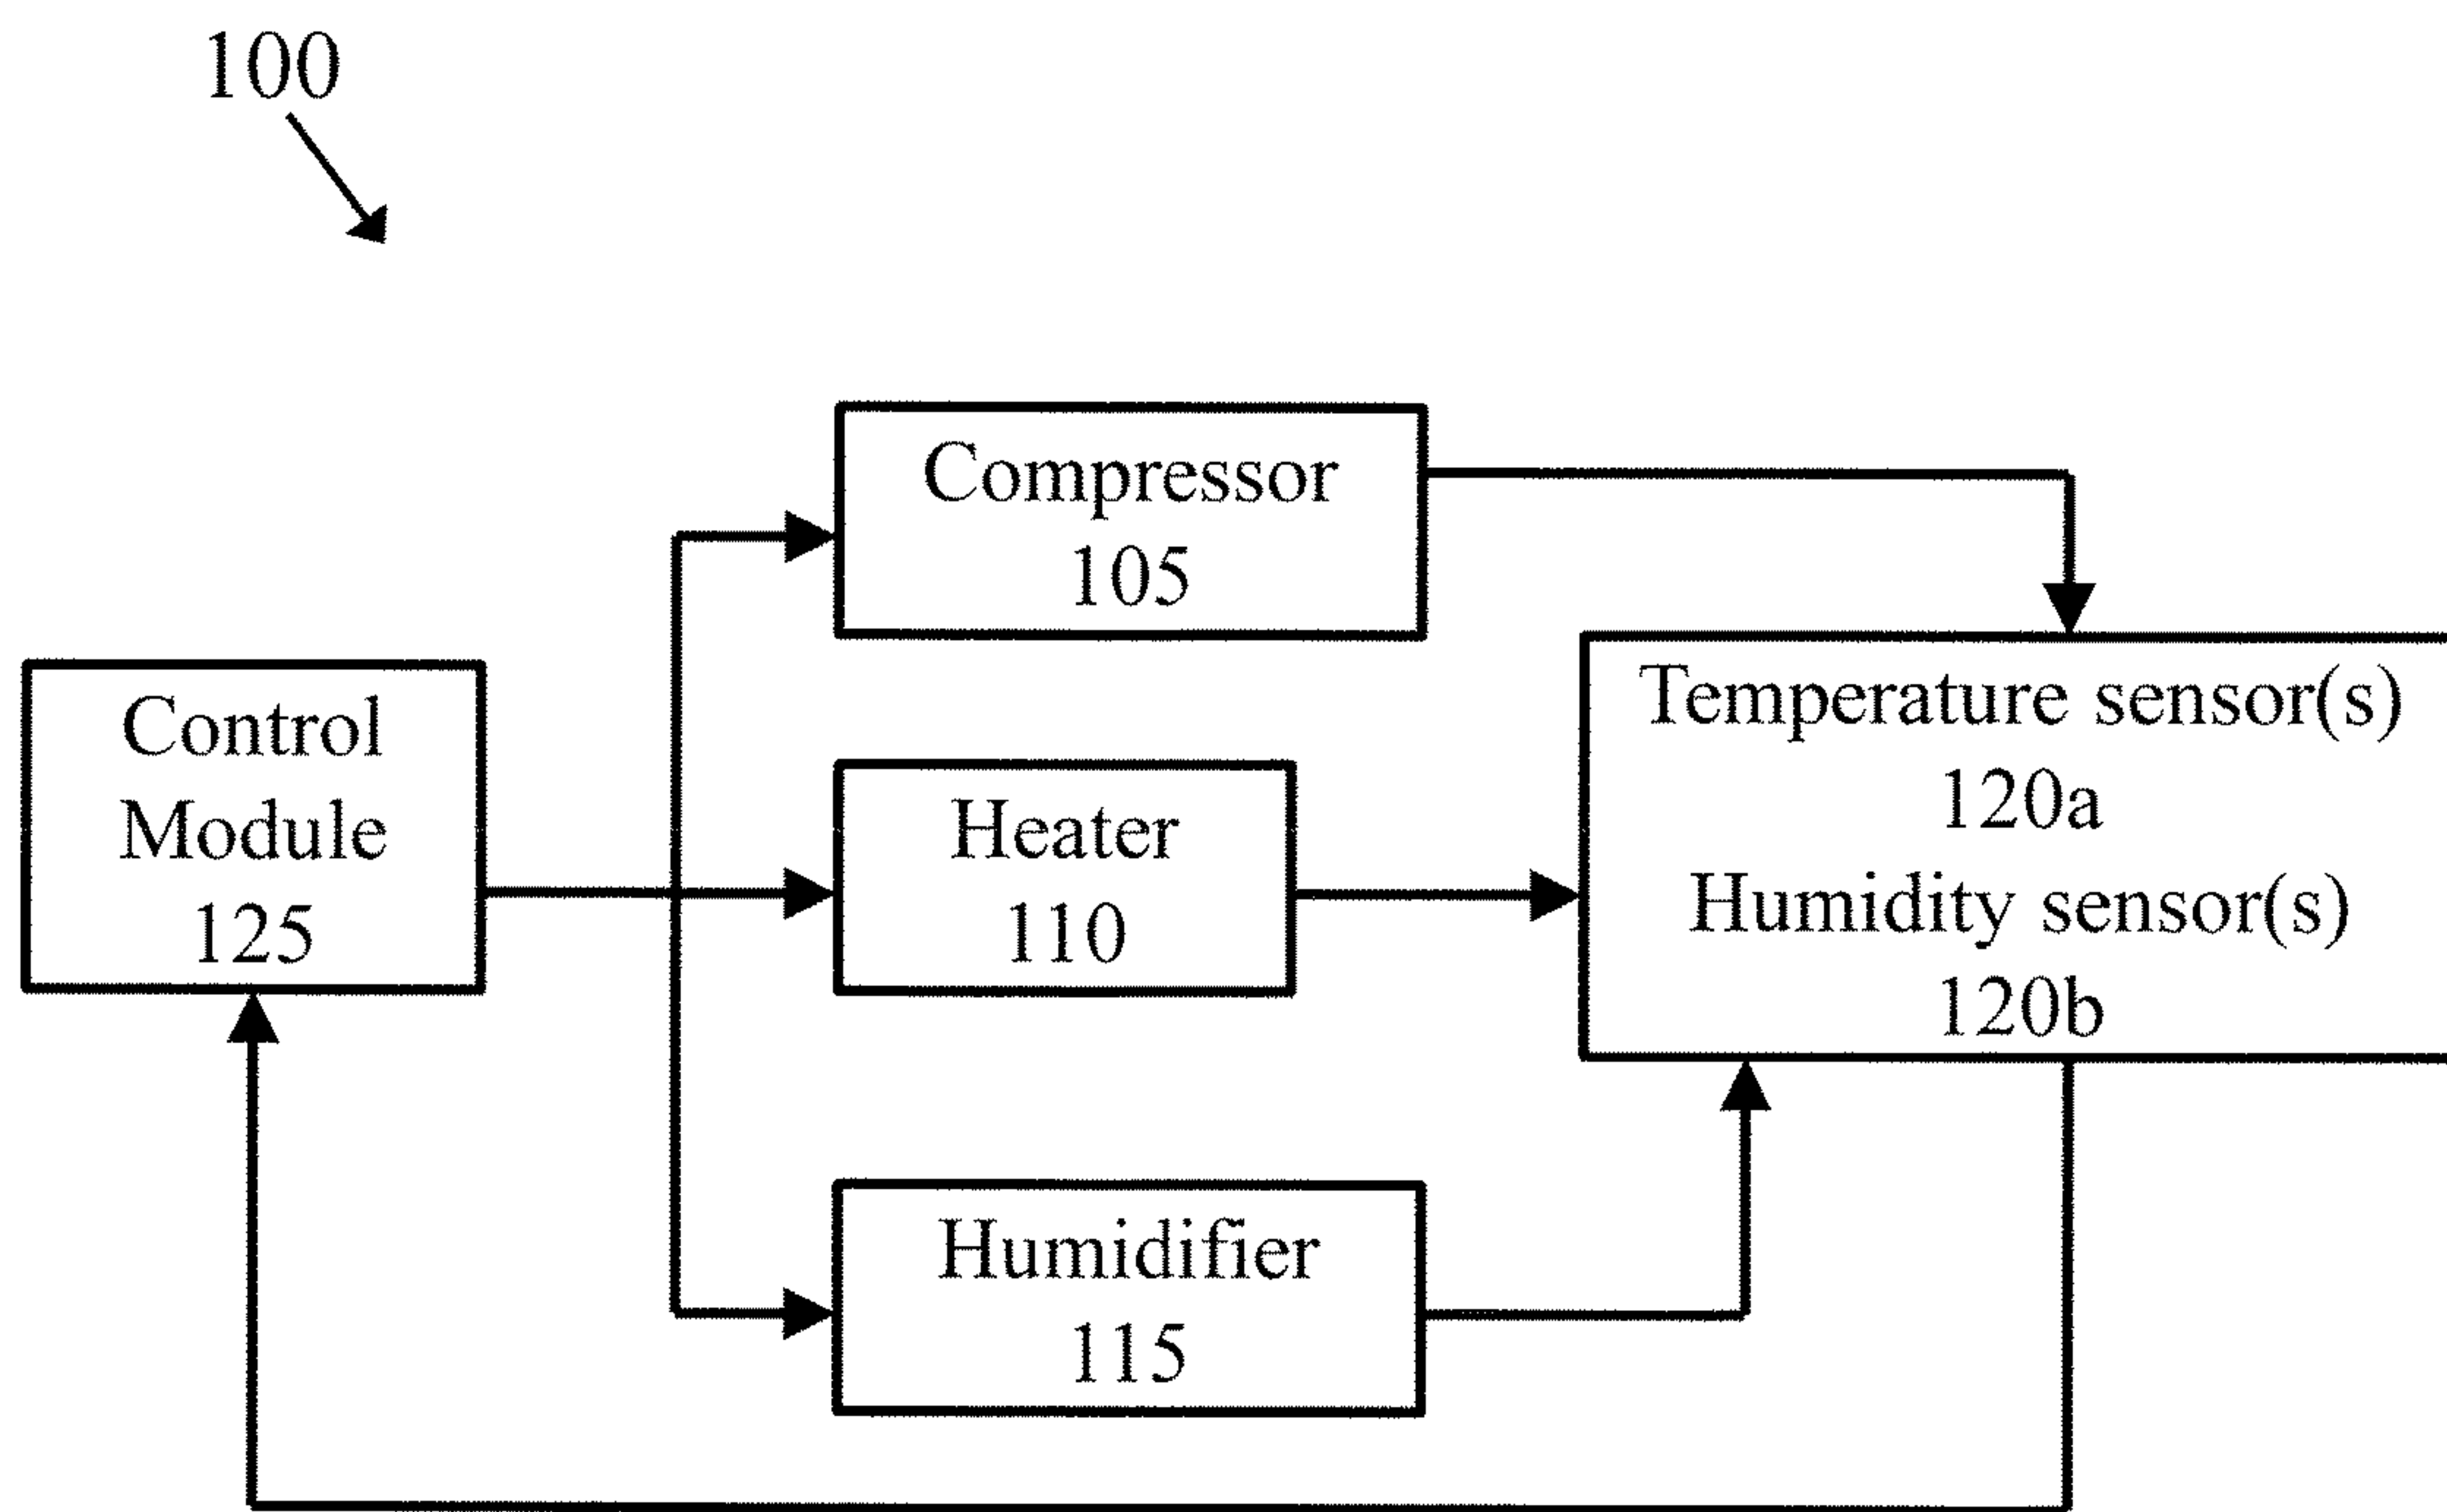 100
Compressor
105
Control
Module
125
Heater
110
Temperature sensor(s)
120a
Humidity sensor(s)
120b
Humidifier
115